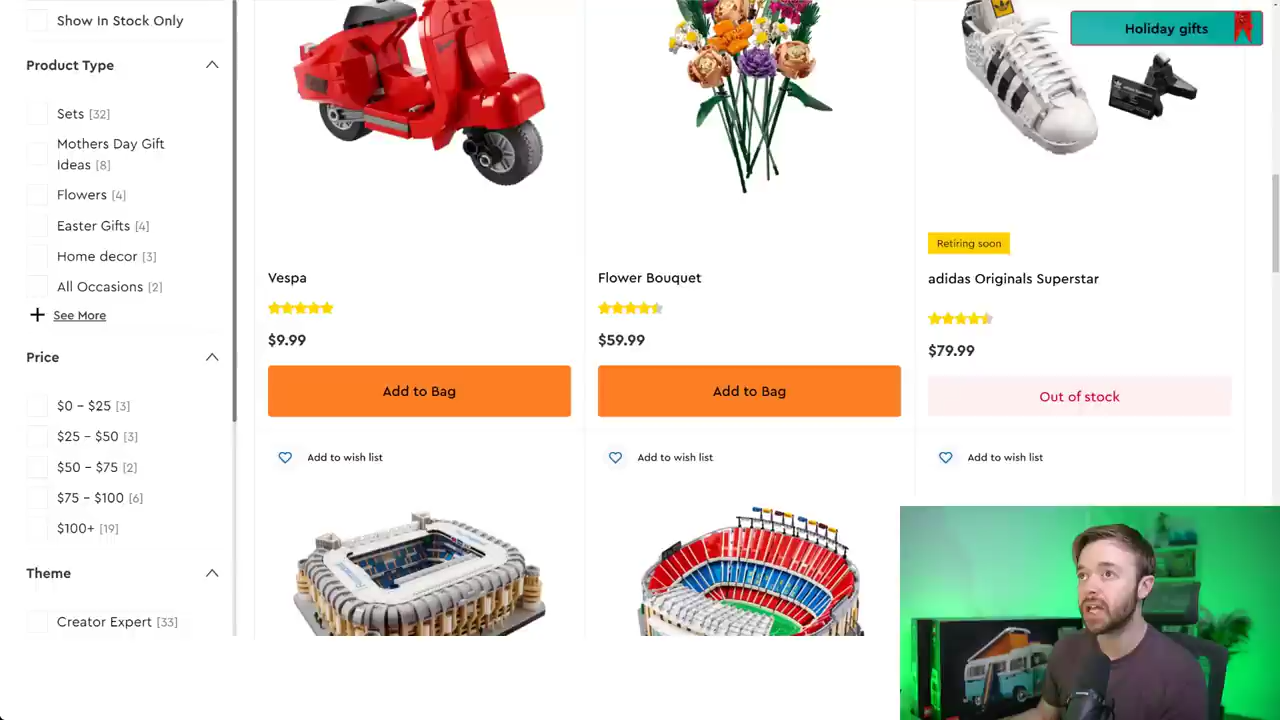 Show In Stock Only
Holiday gifts
Product Type
Sets [32]
Mothers Day Gift
Ideas [8]
Flowers [4]
Easter Gifts [4]
Home decor [3]
All Occasions [2]
See More
Price
$0 – $25 [3]
$25 – $50 [3]
$50 – $75 [2]
$75 – $100 [6]
$100+ [19]
Theme
Creator Expert [33]
Vespa
$9.99
Add to Bag
Add to wish list
Flower Bouquet
$59.99
Add to Bag
Add to wish list
Retiring soon
adidas Originals Superstar
$79.99
Out of stock
Add to wish list